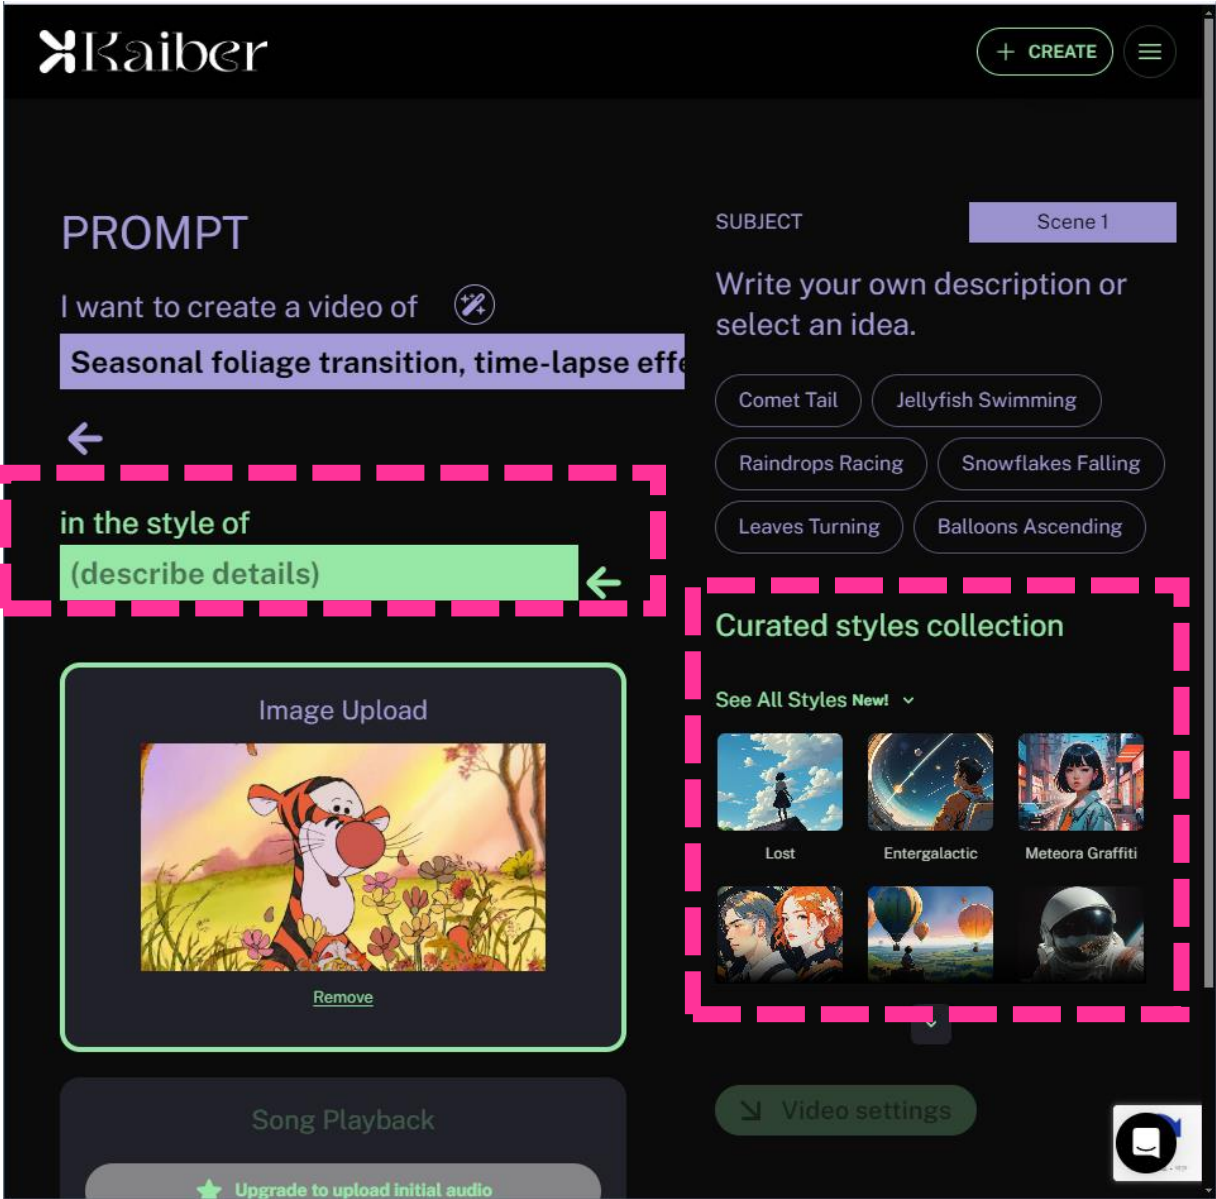 Kaiber
+ CREATE
PROMPT
I want to create a video of
Seasonal foliage transition, time-lapse effe
in the style of
(describe details)
Image Upload
Remove
Song Playback
Upgrade to upload initial audio
SUBJECT
Scene 1
Write your own description or
select an idea.
Comet Tail
Jellyfish Swimming
Raindrops Racing
Snowflakes Falling
Leaves Turning
Balloons Ascending
Curated styles collection
See All Styles New!
Lost
Entergalactic
Meteora Graffiti
Video settings